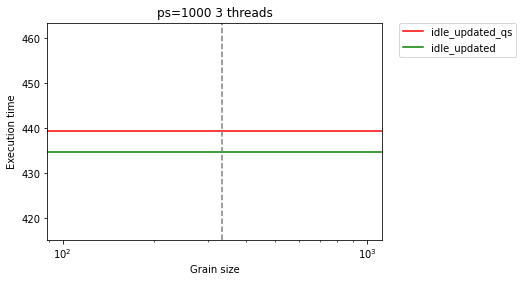 ps=1000 3 threads
idle_updated_qs
idle_updated
Execution time
460
450
440
430
420
10²
10³
Grain size